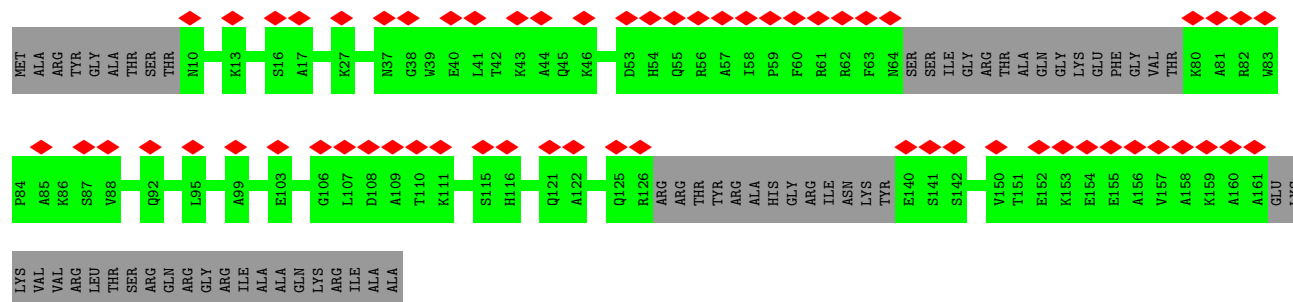 MET ALA ARG TYR GLY ALA THR SER THR N10 K13 S16 A17 K27 N37 G38 W39 E40 L41 T42 K43 A44 Q45 K46 D53 H54 Q55 R56 A57 I58 P59 F60 R61 R62 F63 N64 SER SER ILE GLY ARG THR ALA GLN GLY LYS GLU PHE GLY VAL THR K80 A81 R82 W83
P84 A85 K86 S87 V88 Q92 L95 A99 E103 G106 L107 D108 A109 T110 K111 S115 H116 Q121 A122 Q125 R126 ARG ARG THR TYR ARG ALA HIS GLY ARG ILE ASN LYS TYR E140 S141 S142 V150 T151 E152 K153 E154 E155 A156 V157 A158 K159 A160 A161 GLU
LYS VAL VAL ARG LEU THR SER ARG GLN ARG GLY ARG ILE ALA ALA GLN LYS ARG ILE ALA ALA